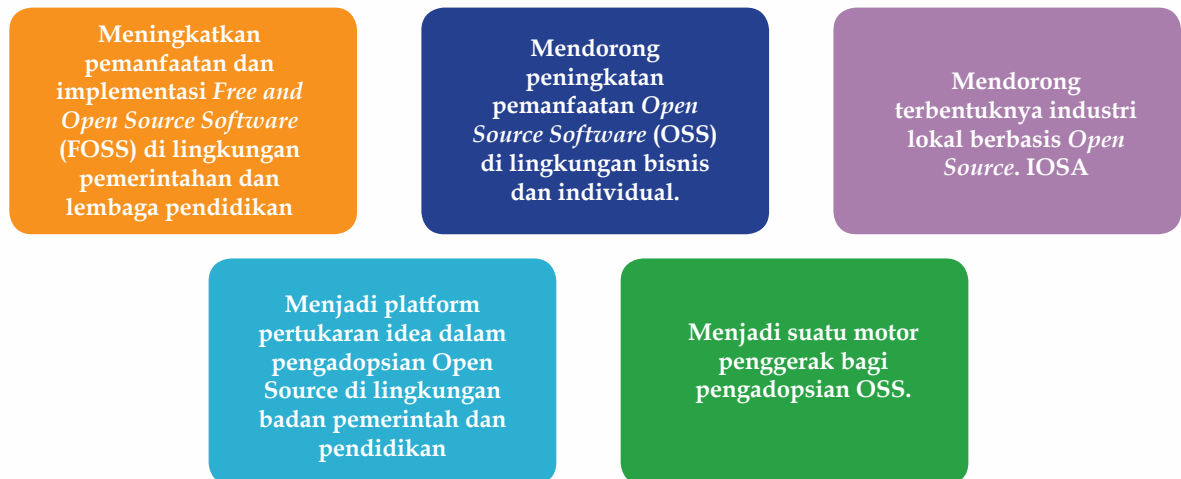 Meningkatkan
pemanfaatan dan
implementasi Free and
Open Source Software
(FOSS) di lingkungan
pemerintahan dan
lembaga pendidikan
Mendorong
peningkatan
pemanfaatan Open
Source Software (OSS)
di lingkungan bisnis
dan individual.
Mendorong
terbentuknya industri
lokal berbasis Open
Source. IOSA
Menjadi platform
pertukaran idea dalam
pengadopsian Open
Source di lingkungan
badan pemerintah dan
pendidikan
Menjadi suatu motor
penggerak bagi
pengadopsian OSS.